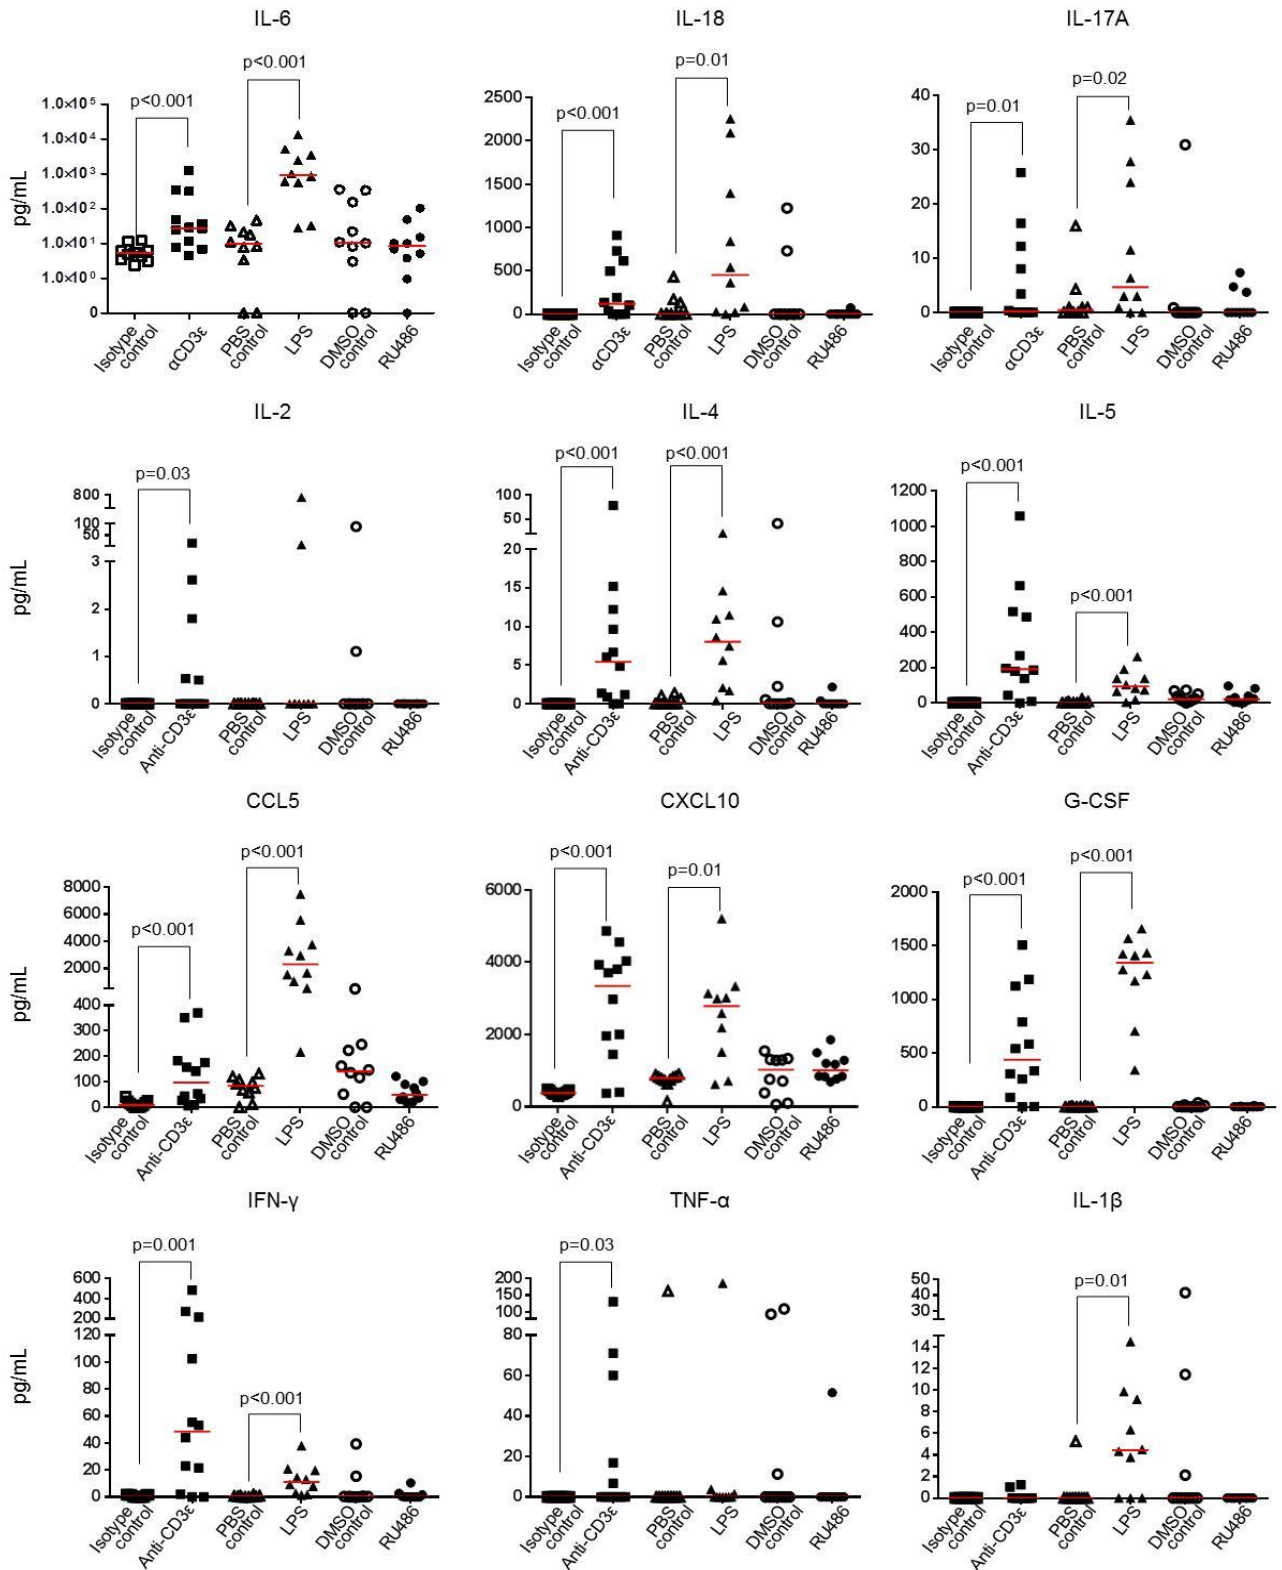 IL-6 IL-18 IL-17A
p<0.001 p<0.001
pg/mL
1.0×10⁵
1.0×10⁴
1.0×10³
1.0×10²
1.0×10¹
1.0×10⁰
0
Isotype control αCD3ε PBS control LPS DMSO control RU486
p<0.001 p=0.01
2500
2000
1500
1000
500
0
Isotype control αCD3ε PBS control LPS DMSO control RU486
p=0.01 p=0.02
40
30
20
10
0
Isotype control αCD3ε PBS control LPS DMSO control RU486
IL-2 IL-4 IL-5
p=0.03
pg/mL
800
100
50
3
2
1
0
Isotype control Anti-CD3ε PBS control LPS DMSO control RU486
p<0.001 p<0.001
100
50
20
15
10
5
0
Isotype control Anti-CD3ε PBS control LPS DMSO control RU486
p<0.001 p<0.001
1200
1000
800
600
400
200
0
Isotype control Anti-CD3ε PBS control LPS DMSO control RU486
CCL5 CXCL10 G-CSF
p<0.001 p<0.001
pg/mL
8000
6000
4000
2000
400
300
200
100
0
Isotype control Anti-CD3ε PBS control LPS DMSO control RU486
p<0.001 p=0.01
6000
4000
2000
0
Isotype control Anti-CD3ε PBS control LPS DMSO control RU486
p<0.001 p<0.001
2000
1500
1000
500
0
Isotype control Anti-CD3ε PBS control LPS DMSO control RU486
IFN-γ TNF-α IL-1β
p=0.001 p<0.001
pg/mL
600
400
200
120
100
80
60
40
20
0
Isotype control Anti-CD3ε PBS control LPS DMSO control RU486
p=0.03
200
150
100
80
60
40
20
0
Isotype control Anti-CD3ε PBS control LPS DMSO control RU486
p=0.01
50
40
30
14
12
10
8
6
4
2
0
Isotype control Anti-CD3ε PBS control LPS DMSO control RU486